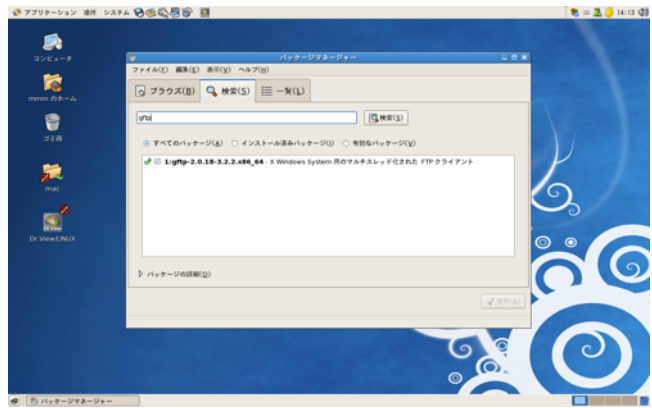 アプリケーション 場所 システム
14:13
コンピュータ
mmm のホーム
ゴミ箱
mac
Dr.View/LINUX
パッケージマネージャー
ファイル(F) 編集(E) 表示(V) ヘルプ(H)
ブラウズ(B) 検索(S) 一覧(L)
gftp
検索(S)
すべてのパッケージ(A) インストール済みパッケージ(I) 有効なパッケージ(V)
1:gftp-2.0.18-3.2.2.x86_64 - X Windows System 用のマルチスレッド化された FTP クライアント
パッケージの詳細(D)
適用(A)
パッケージマネージャー